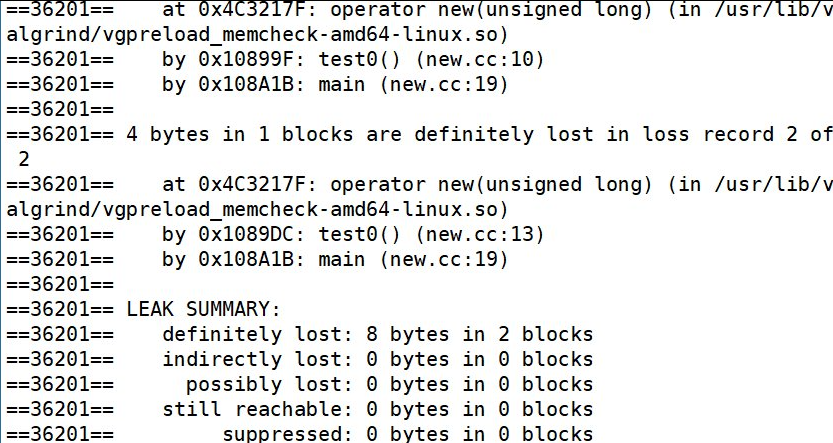 ==36201==    at 0x4C3217F: operator new(unsigned long) (in /usr/lib/v
algrind/vgpreload_memcheck-amd64-linux.so)
==36201==    by 0x10899F: test0() (new.cc:10)
==36201==    by 0x108A1B: main (new.cc:19)
==36201==
==36201== 4 bytes in 1 blocks are definitely lost in loss record 2 of
 2
==36201==    at 0x4C3217F: operator new(unsigned long) (in /usr/lib/v
algrind/vgpreload_memcheck-amd64-linux.so)
==36201==    by 0x1089DC: test0() (new.cc:13)
==36201==    by 0x108A1B: main (new.cc:19)
==36201==
==36201== LEAK SUMMARY:
==36201==    definitely lost: 8 bytes in 2 blocks
==36201==    indirectly lost: 0 bytes in 0 blocks
==36201==      possibly lost: 0 bytes in 0 blocks
==36201==    still reachable: 0 bytes in 0 blocks
==36201==         suppressed: 0 bytes in 0 blocks